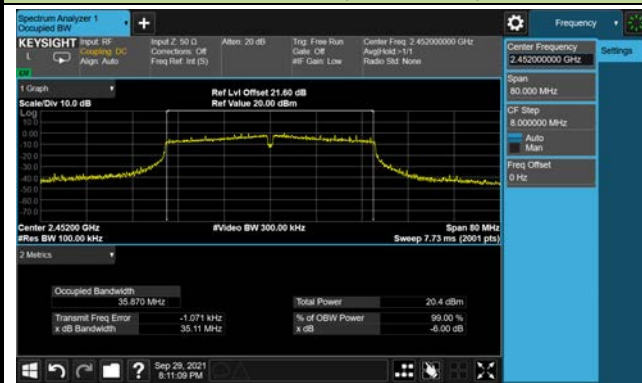 Spectrum Analyzer 1
Occupied BW
+
Frequency
KEYSIGHT
L
Input: RF
Coupling: DC
Align: Auto
Input Z: 50 Ω
Corrections: Off
Freq Ref: Int (S)
Atten: 20 dB
Trig: Free Run
Gate: Off
#IF Gain: Low
Center Freq: 2.452000000 GHz
Avg|Hold:>1/1
Radio Std: None
Center Frequency
2.452000000 GHz
Settings
Span
80.000 MHz
CF Step
8.000000 MHz
Auto
Man
Freq Offset
0 Hz
1 Graph
Scale/Div 10.0 dB
Ref Lvl Offset 21.60 dB
Ref Value 20.00 dBm
Log
10.0
0.00
-10.0
-20.0
-30.0
-40.0
-50.0
-60.0
-70.0
Center 2.45200 GHz
#Res BW 100.00 kHz
#Video BW 300.00 kHz
Span 80 MHz
Sweep 7.73 ms (2001 pts)
2 Metrics
Occupied Bandwidth
35.870 MHz
Total Power 20.4 dBm
Transmit Freq Error -1.071 kHz
% of OBW Power 99.00 %
x dB Bandwidth 35.11 MHz
x dB -6.00 dB
?
Sep 29, 2021
8:11:09 PM